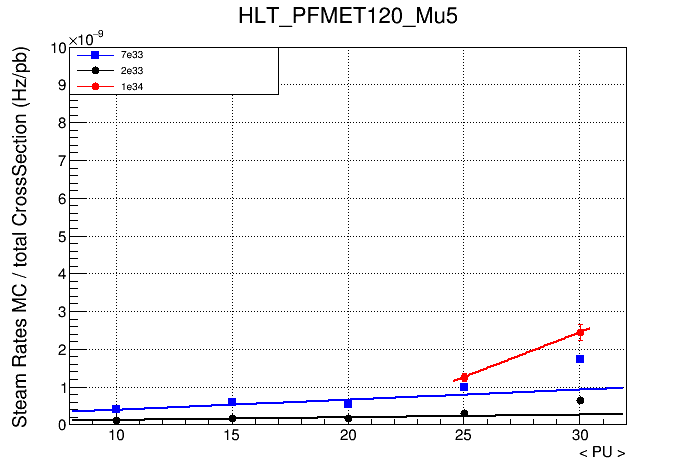 HLT_PFMET120_Mu5
×10⁻⁹
Steam Rates MC / total CrossSection (Hz/pb)
7e33
2e33
1e34
10
9
8
7
6
5
4
3
2
1
0
10 15 20 25 30
< PU >